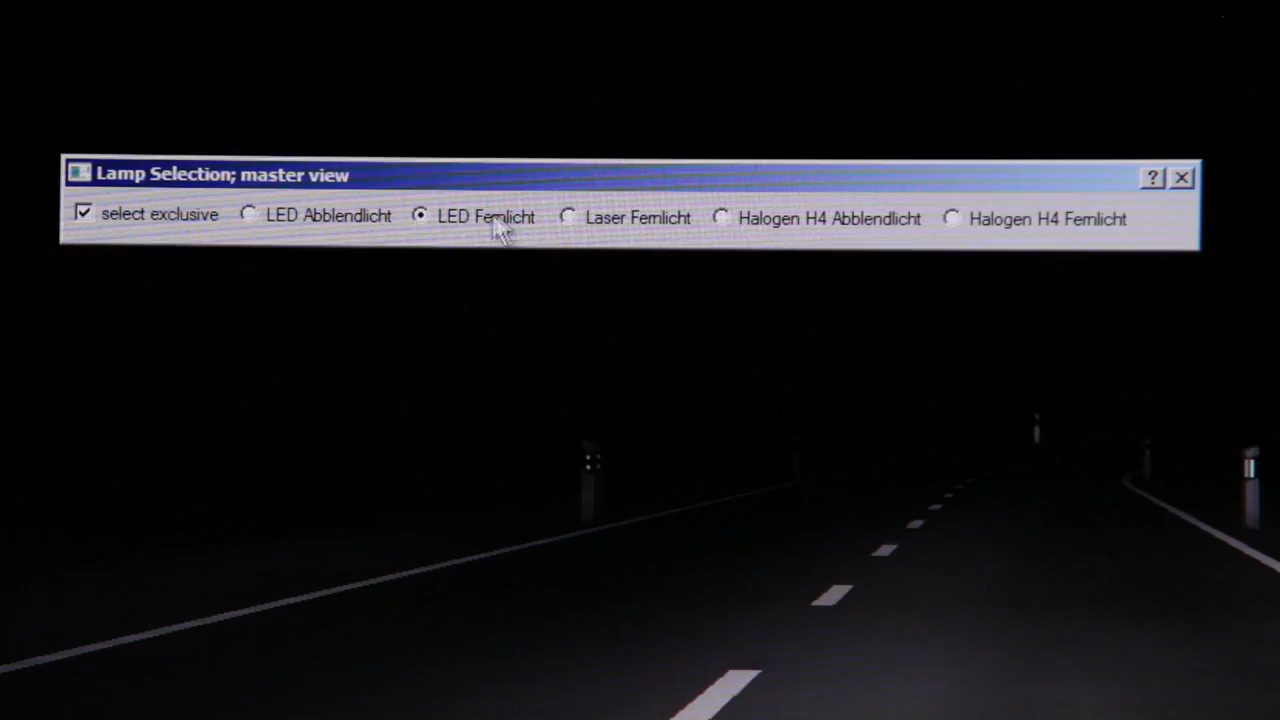 Lamp Selection; master view
select exclusive LED Abblendlicht LED Fernlicht Laser Fernlicht Halogen H4 Abblendlicht Halogen H4 Fernlicht